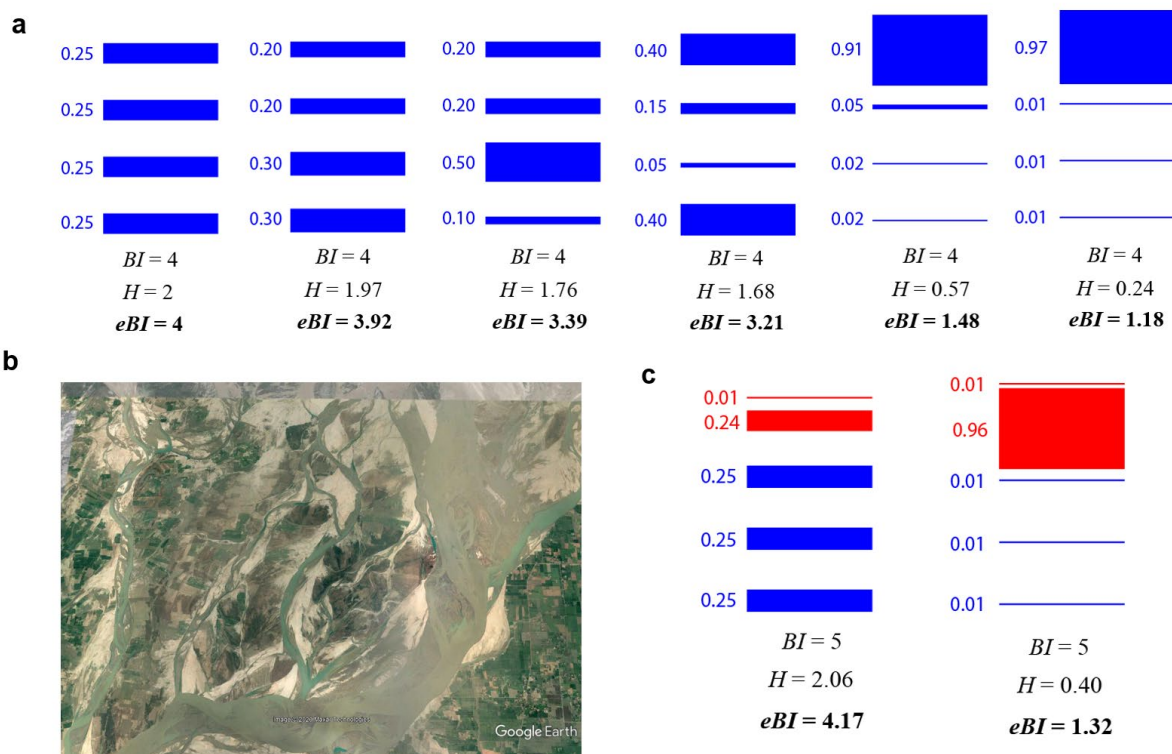 a
0.25
0.25
0.25
0.25
BI = 4
H = 2
eBI = 4
0.20
0.20
0.30
0.30
BI = 4
H = 1.97
eBI = 3.92
0.20
0.20
0.50
0.10
BI = 4
H = 1.76
eBI = 3.39
0.40
0.15
0.05
0.40
BI = 4
H = 1.68
eBI = 3.21
0.91
0.05
0.02
0.02
BI = 4
H = 0.57
eBI = 1.48
0.97
0.01
0.01
0.01
BI = 4
H = 0.24
eBI = 1.18
b
Google Earth
c
0.01
0.24
0.25
0.25
0.25
BI = 5
H = 2.06
eBI = 4.17
0.01
0.96
0.01
0.01
0.01
BI = 5
H = 0.40
eBI = 1.32